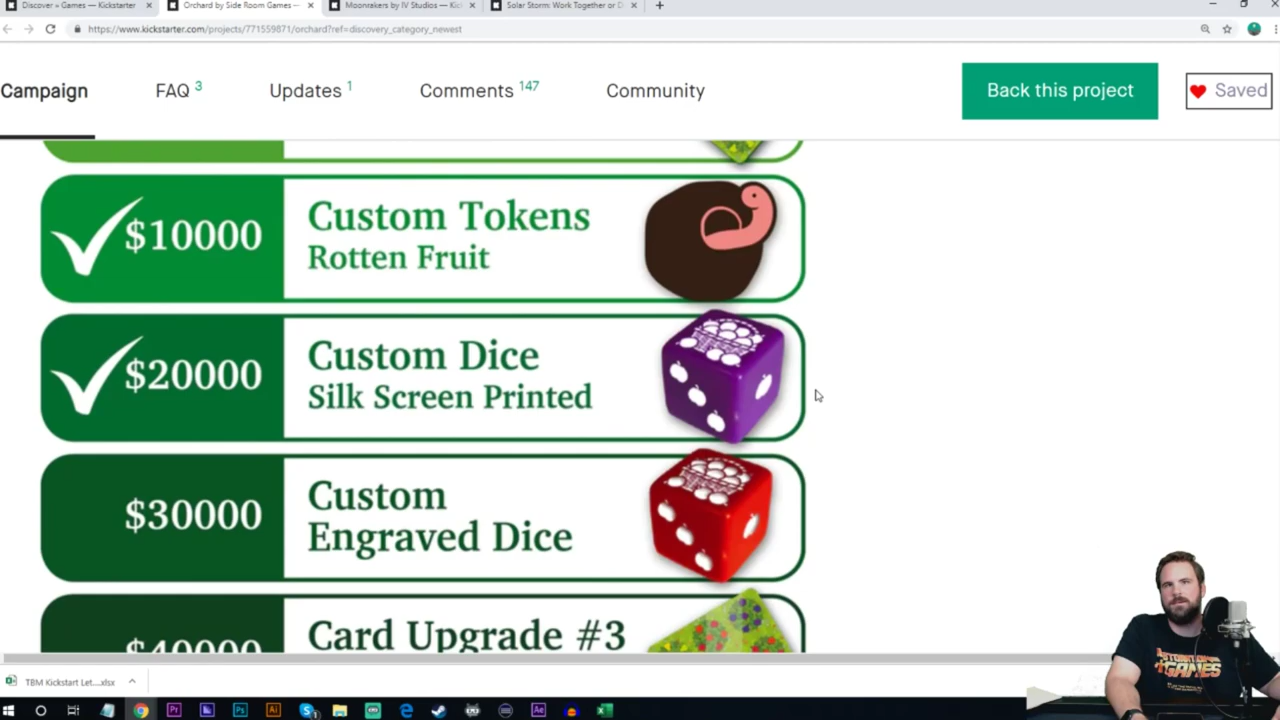 Discover » Games — Kickstarter
Orchard by Side Room Games —
Moonrakers by IV Studios — Kic
Solar Storm: Work Together or D
https://www.kickstarter.com/projects/771559871/orchard?ref=discovery_category_newest
Campaign
FAQ 3
Updates 1
Comments 147
Community
Back this project
Saved
$10000
Custom Tokens
Rotten Fruit
$20000
Custom Dice
Silk Screen Printed
$30000
Custom
Engraved Dice
$40000
Card Upgrade #3
TBM Kickstart Let....xlsx
GAMES